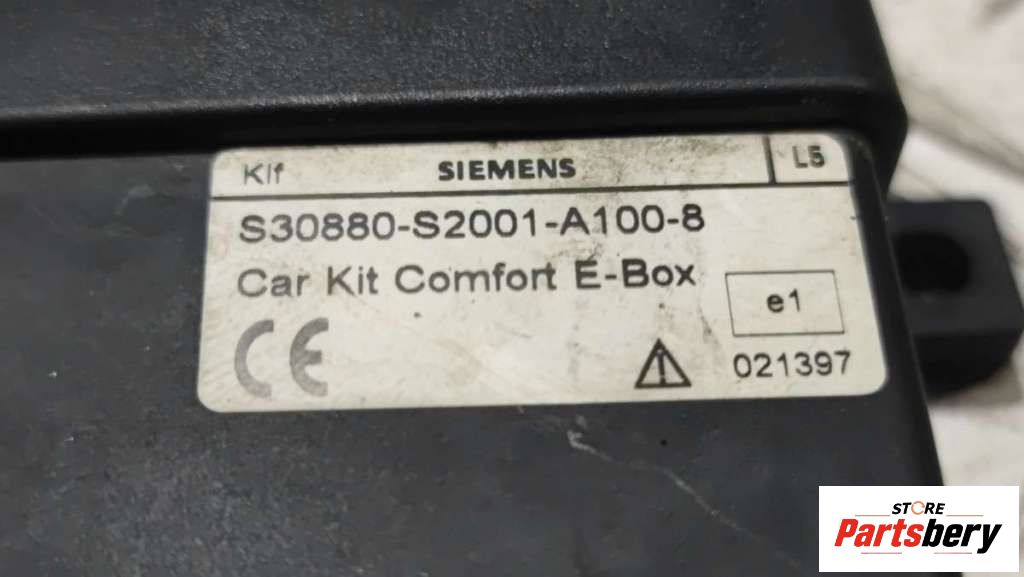 Klf SIEMENS L5
S30880-S2001-A100-8
Car Kit Comfort E-Box
e1
CE
021397
STORE
Partsbery